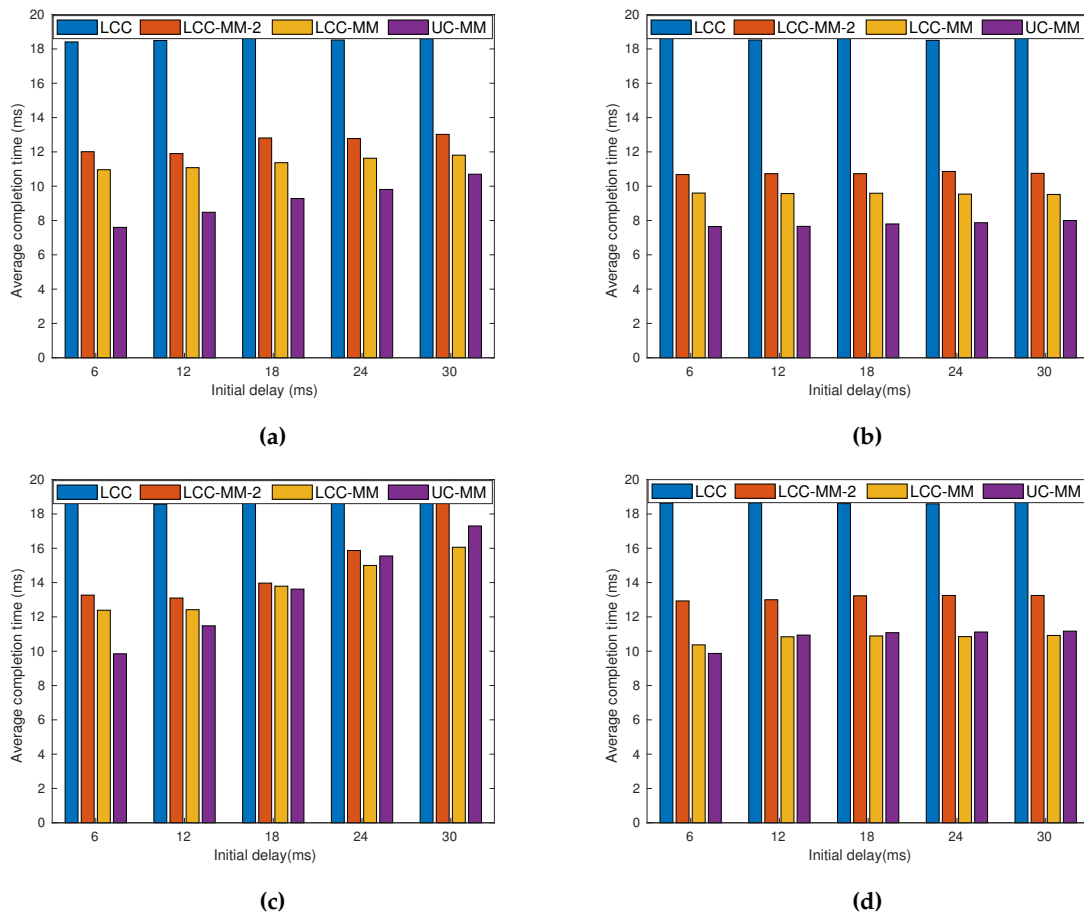 20
18
16
14
12
10
8
6
4
2
0
Average completion time (ms)
LCC LCC-MM-2 LCC-MM UC-MM
6 12 18 24 30
Initial delay (ms)
(a)
20
18
16
14
12
10
8
6
4
2
0
Average completion time (ms)
LCC LCC-MM-2 LCC-MM UC-MM
6 12 18 24 30
Initial delay(ms)
(b)
20
18
16
14
12
10
8
6
4
2
0
Average completion time (ms)
LCC LCC-MM-2 LCC-MM UC-MM
6 12 18 24 30
Initial delay(ms)
(c)
20
18
16
14
12
10
8
6
4
2
0
Average completion time (ms)
LCC LCC-MM-2 LCC-MM UC-MM
6 12 18 24 30
Initial delay(ms)
(d)